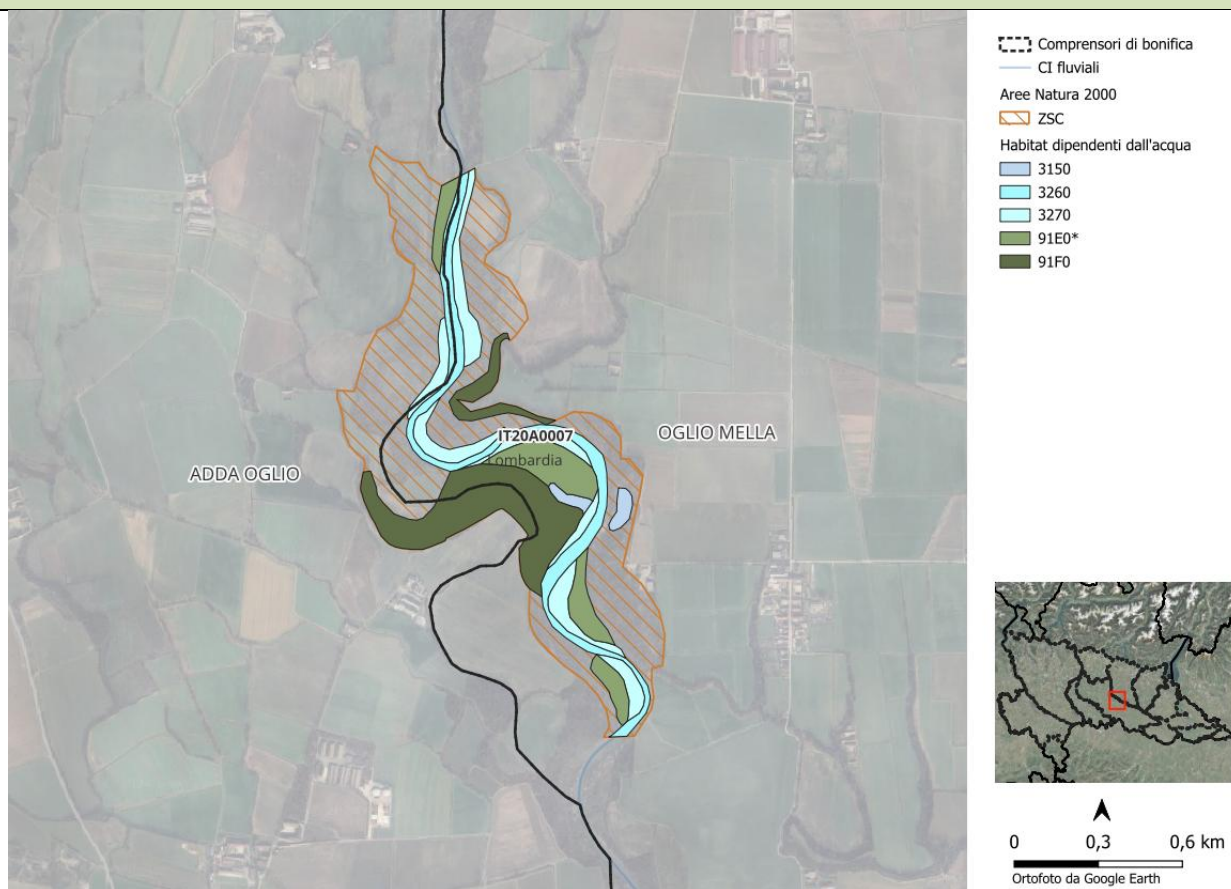 Comprensori di bonifica
CI fluviali
Aree Natura 2000
ZSC
Habitat dipendenti dall'acqua
3150
3260
3270
91E0*
91F0
IT20A0007
OGLIO MELLA
Lombardia
ADDA OGLIO
0 0,3 0,6 km
Ortofoto da Google Earth